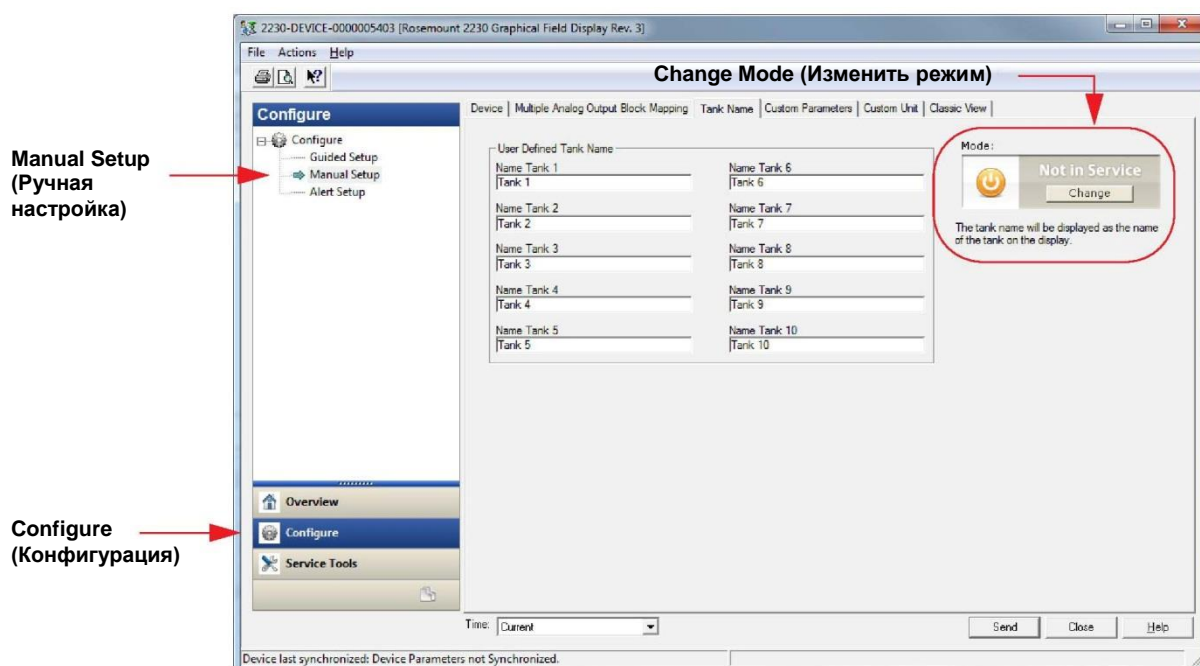 2230-DEVICE-0000005403 [Rosemount 2230 Graphical Field Display Rev. 3]
File Actions Help
Change Mode (Изменить режим)
Configure
Configure
Guided Setup
Manual Setup
Alert Setup
Manual Setup
(Ручная
настройка)
Device Multiple Analog Output Block Mapping Tank Name Custom Parameters Custom Unit Classic View
User Defined Tank Name
Name Tank 1
Tank 1
Name Tank 2
Tank 2
Name Tank 3
Tank 3
Name Tank 4
Tank 4
Name Tank 5
Tank 5
Name Tank 6
Tank 6
Name Tank 7
Tank 7
Name Tank 8
Tank 8
Name Tank 9
Tank 9
Name Tank 10
Tank 10
Mode:
Not in Service
Change
The tank name will be displayed as the name
of the tank on the display.
Overview
Configure
Service Tools
Configure
(Конфигурация)
Time: Current
Send Close Help
Device last synchronized: Device Parameters not Synchronized.